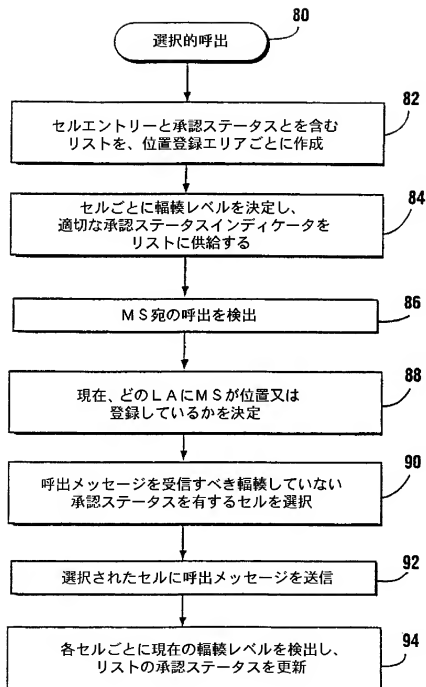 選択的呼出
80
82
セルエントリーと承認ステータスとを含む
リストを、位置登録エリアごとに作成
84
セルごとに輻輳レベルを決定し、
適切な承認ステータスインディケータを
リストに供給する
86
MS宛の呼出を検出
88
現在、どのLAにMSが位置又は
登録しているかを決定
90
呼出メッセージを受信すべき輻輳していない
承認ステータスを有するセルを選択
92
選択されたセルに呼出メッセージを送信
94
各セルごとに現在の輻輳レベルを検出し、
リストの承認ステータスを更新